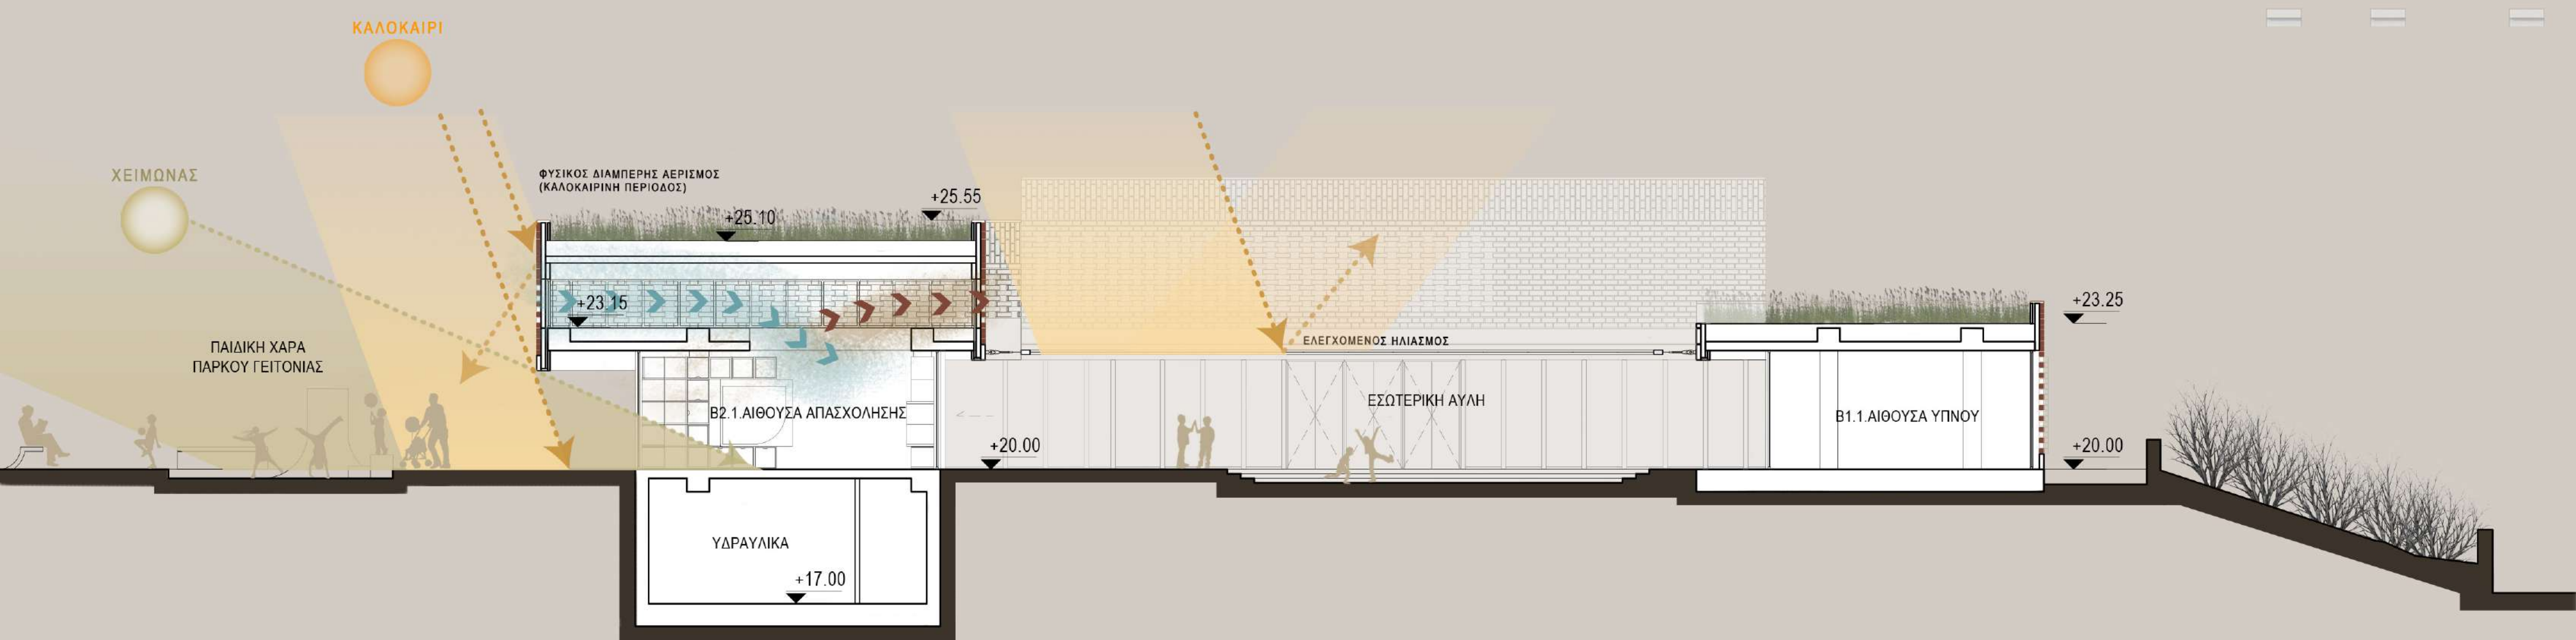 ΚΑΛΟΚΑΙΡΙ
ΧΕΙΜΩΝΑΣ
ΦΥΣΙΚΟΣ ΔΙΑΜΠΕΡΗΣ ΑΕΡΙΣΜΟΣ
(ΚΑΛΟΚΑΙΡΙΝΗ ΠΕΡΙΟΔΟΣ)
+25.55
+25.10
+23.15
+23.25
ΠΑΙΔΙΚΗ ΧΑΡΑ
ΠΑΡΚΟΥ ΓΕΙΤΟΝΙΑΣ
ΕΛΕΓΧΟΜΕΝΟΣ ΗΛΙΑΣΜΟΣ
Β2.1.ΑΙΘΟΥΣΑ ΑΠΑΣΧΟΛΗΣΗΣ
ΕΣΩΤΕΡΙΚΗ ΑΥΛΗ
Β1.1.ΑΙΘΟΥΣΑ ΥΠΝΟΥ
+20.00
+20.00
ΥΔΡΑΥΛΙΚΑ
+17.00